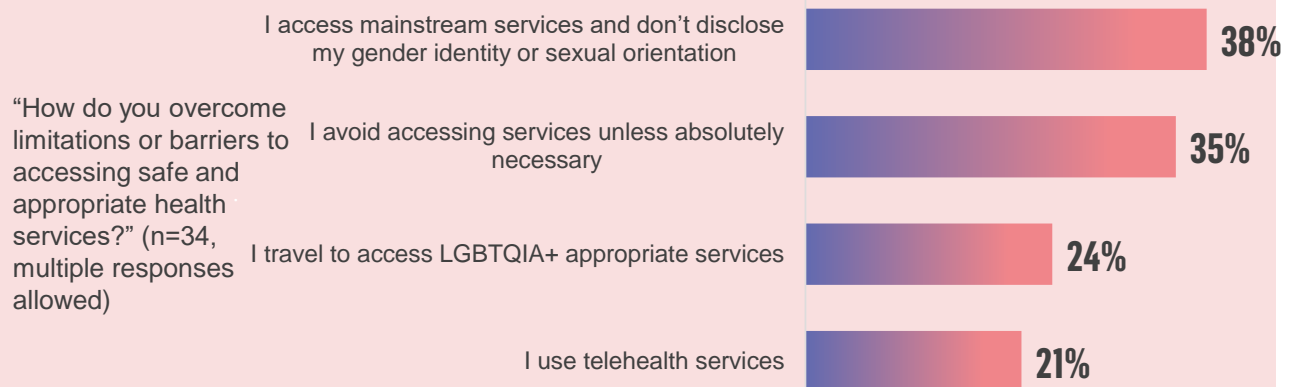 “How do you overcome
limitations or barriers to
accessing safe and
appropriate health
services?” (n=34,
multiple responses
allowed)
I access mainstream services and don’t disclose
my gender identity or sexual orientation
38%
I avoid accessing services unless absolutely
necessary
35%
I travel to access LGBTQIA+ appropriate services
24%
I use telehealth services
21%